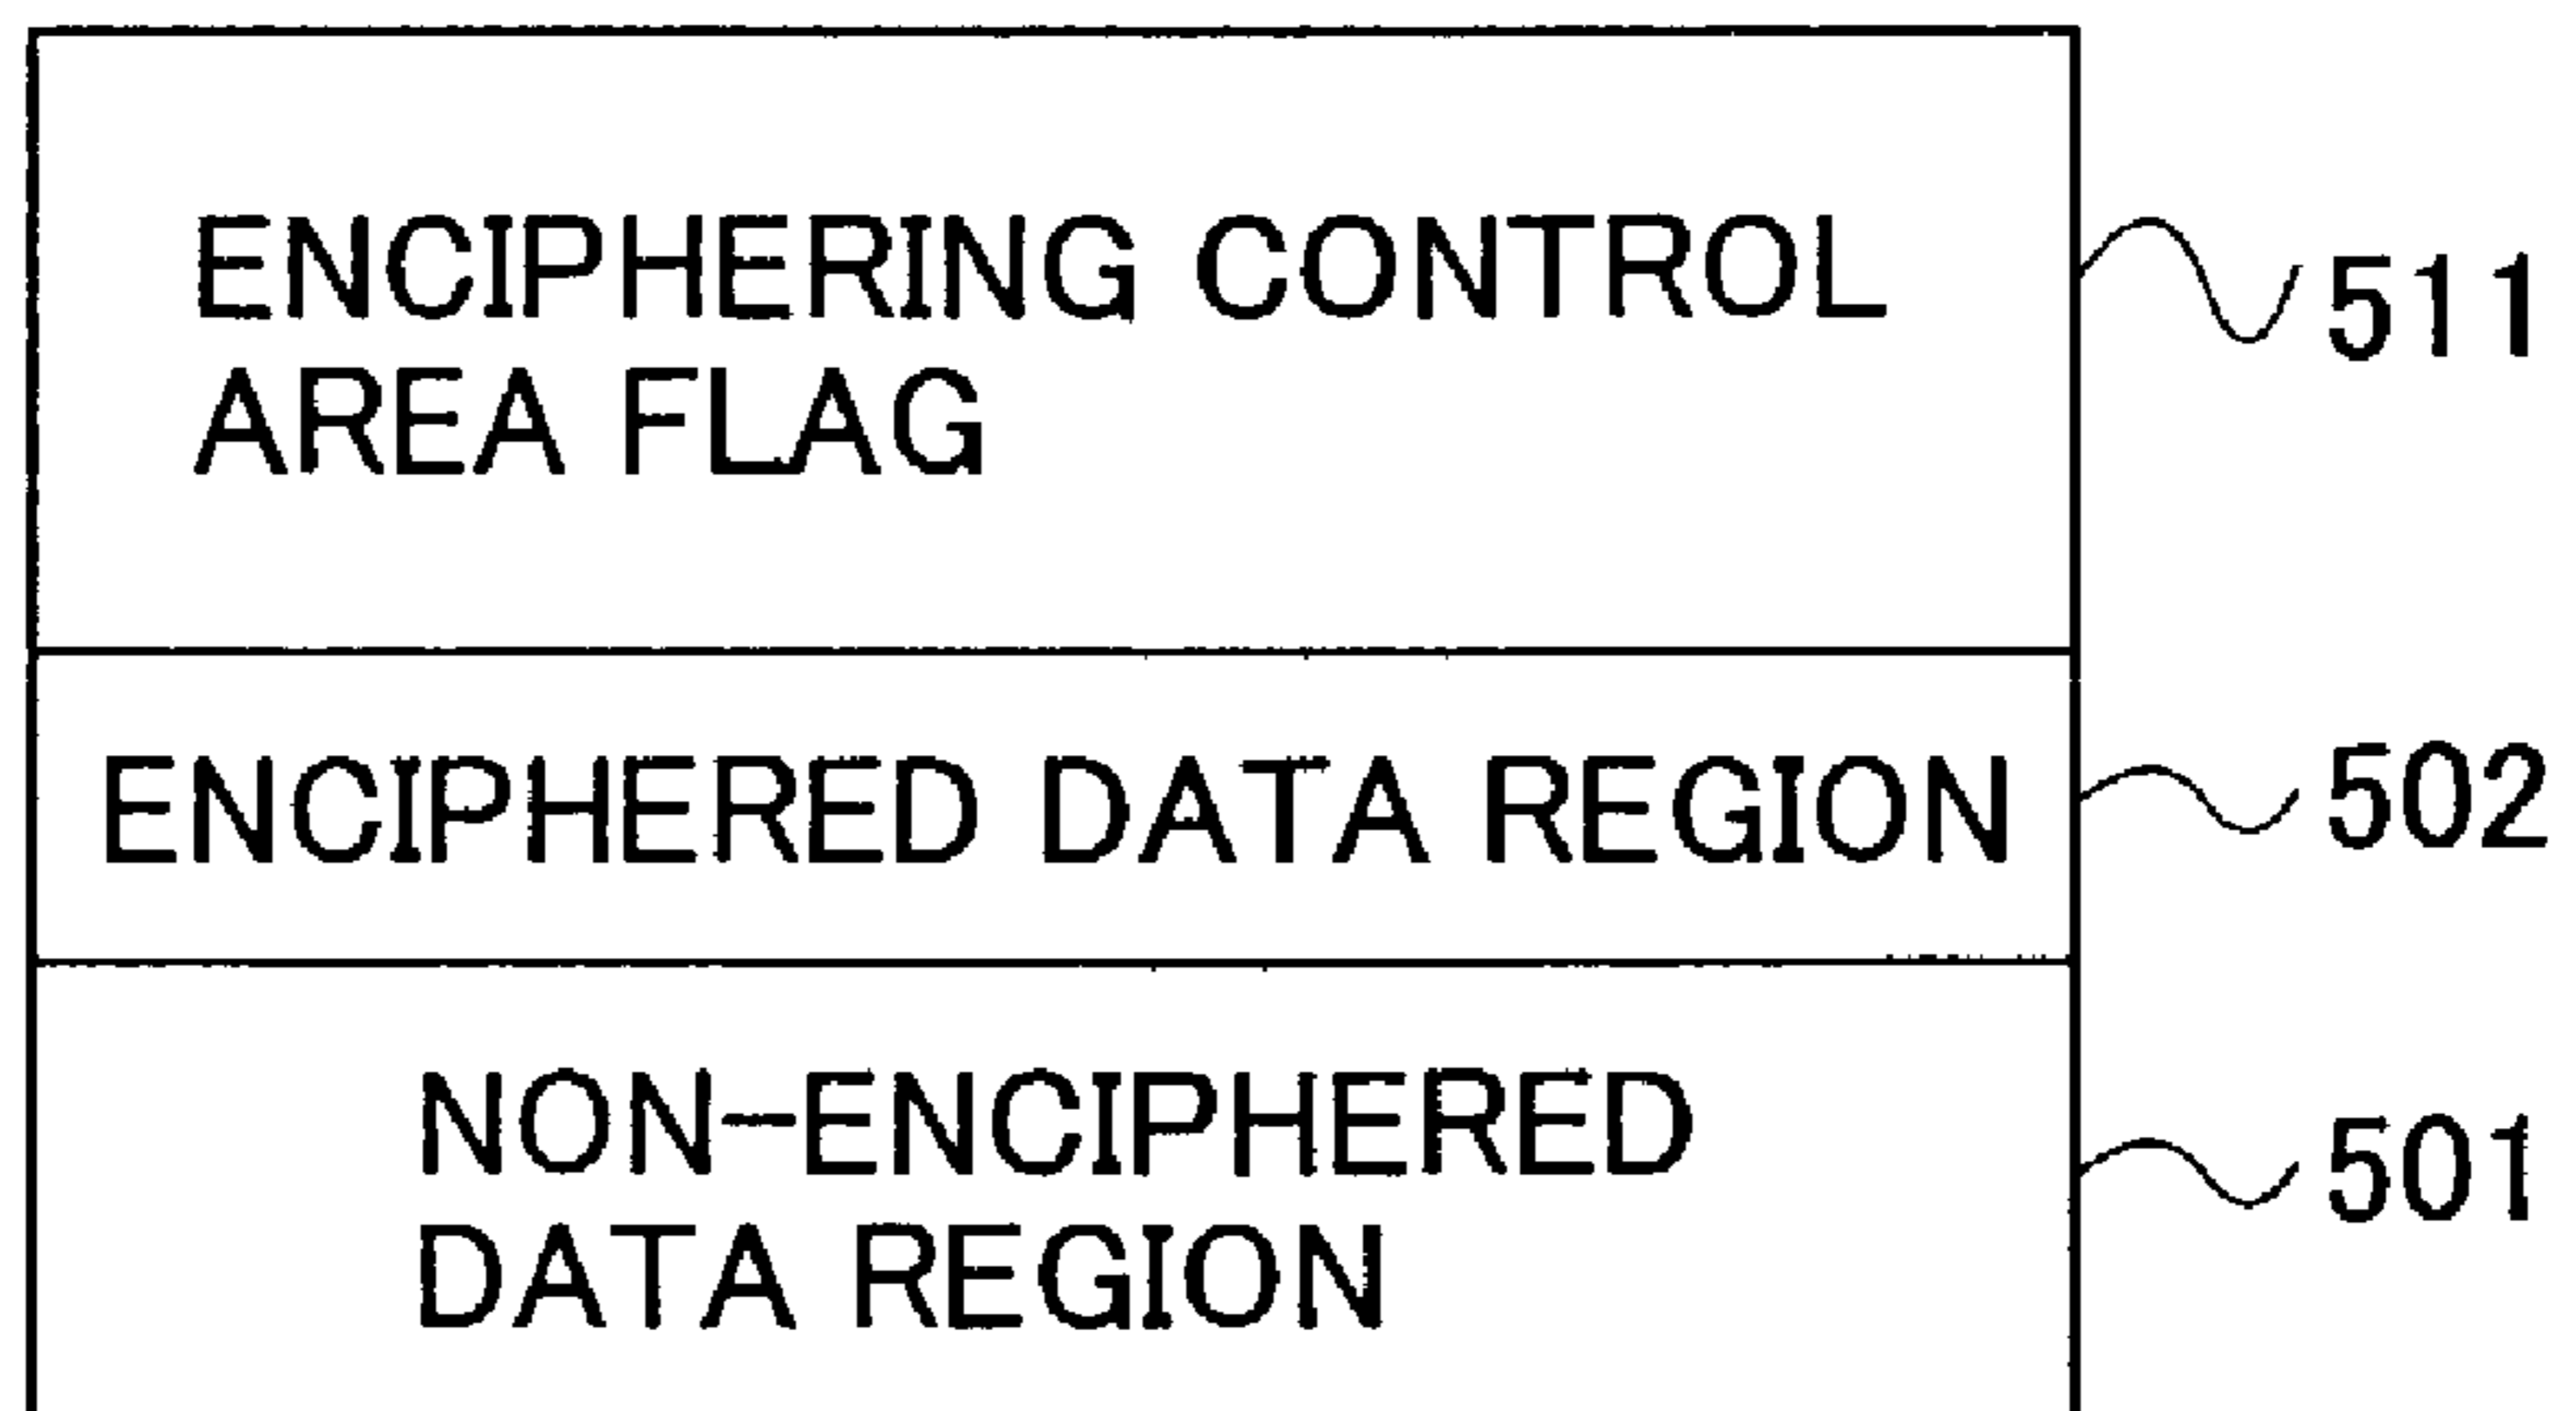 ENCIPHERING CONTROL
AREA FLAG
511
ENCIPHERED DATA REGION
502
NON-ENCIPHERED
DATA REGION
501